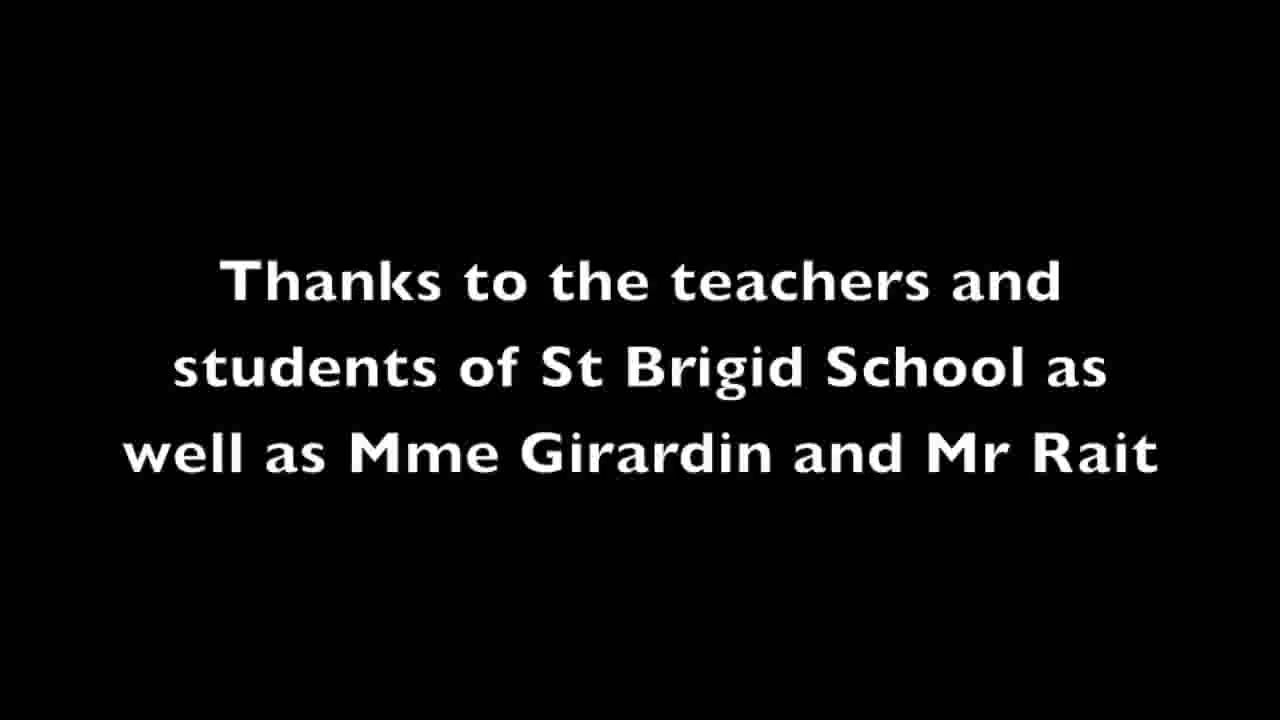 Thanks to the teachers and
students of St Brigid School as
well as Mme Girardin and Mr Rait